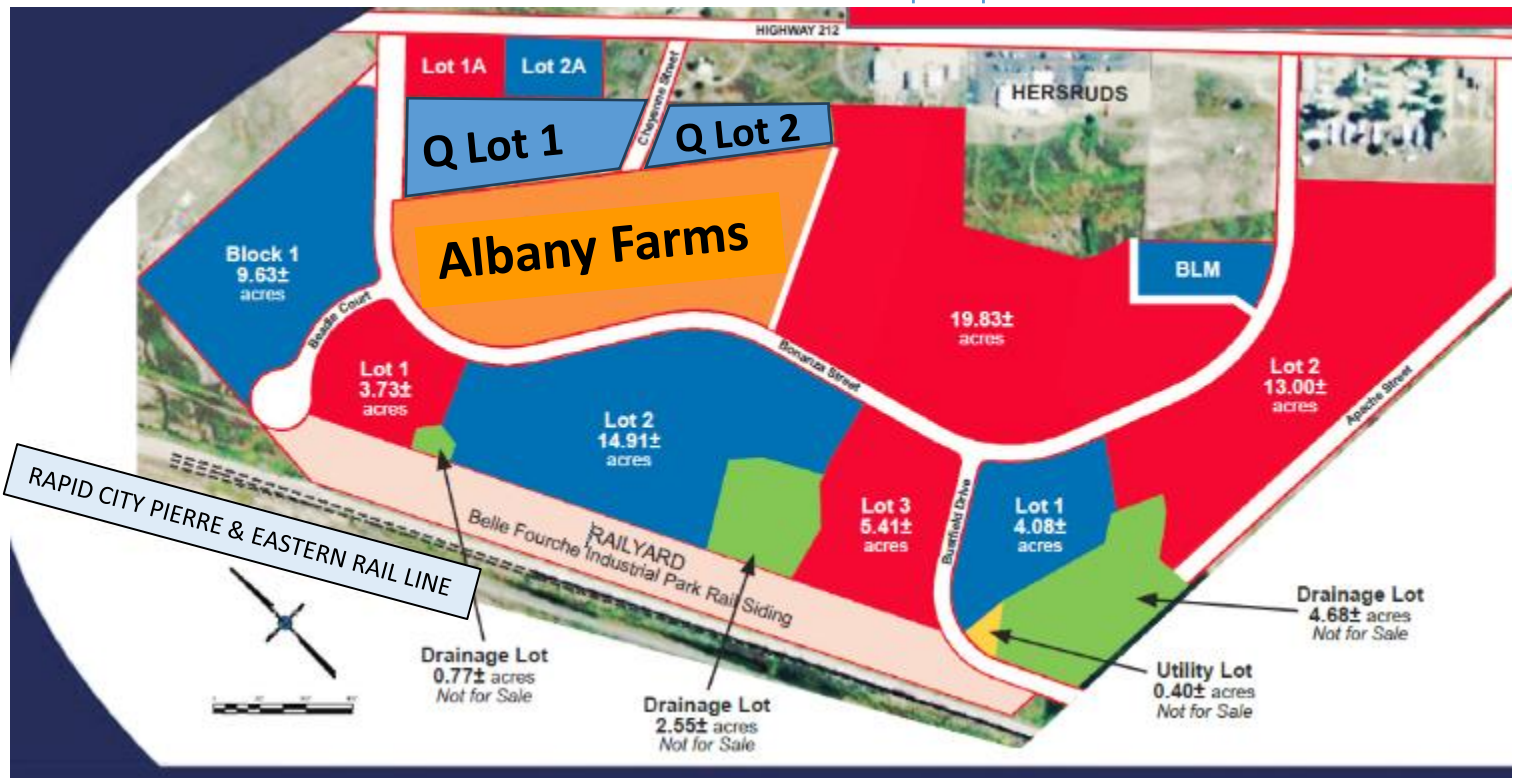 HIGHWAY 212
Lot 1A
Lot 2A
Cheyenne Street
HERSRUDS
Q Lot 1
Q Lot 2
Block 1
9.63±
acres
Albany Farms
BLM
Beadle Court
19.83±
acres
Bonanza Street
Lot 1
3.73±
acres
Lot 2
13.00±
acres
Apache Street
Lot 2
14.91±
acres
RAPID CITY PIERRE & EASTERN RAIL LINE
Lot 3
5.41±
acres
Buttfield Drive
Lot 1
4.08±
acres
RAILYARD
Belle Fourche Industrial Park Rail Siding
Drainage Lot
4.68± acres
Not for Sale
Drainage Lot
0.77± acres
Not for Sale
Utility Lot
0.40± acres
Not for Sale
Drainage Lot
2.55± acres
Not for Sale